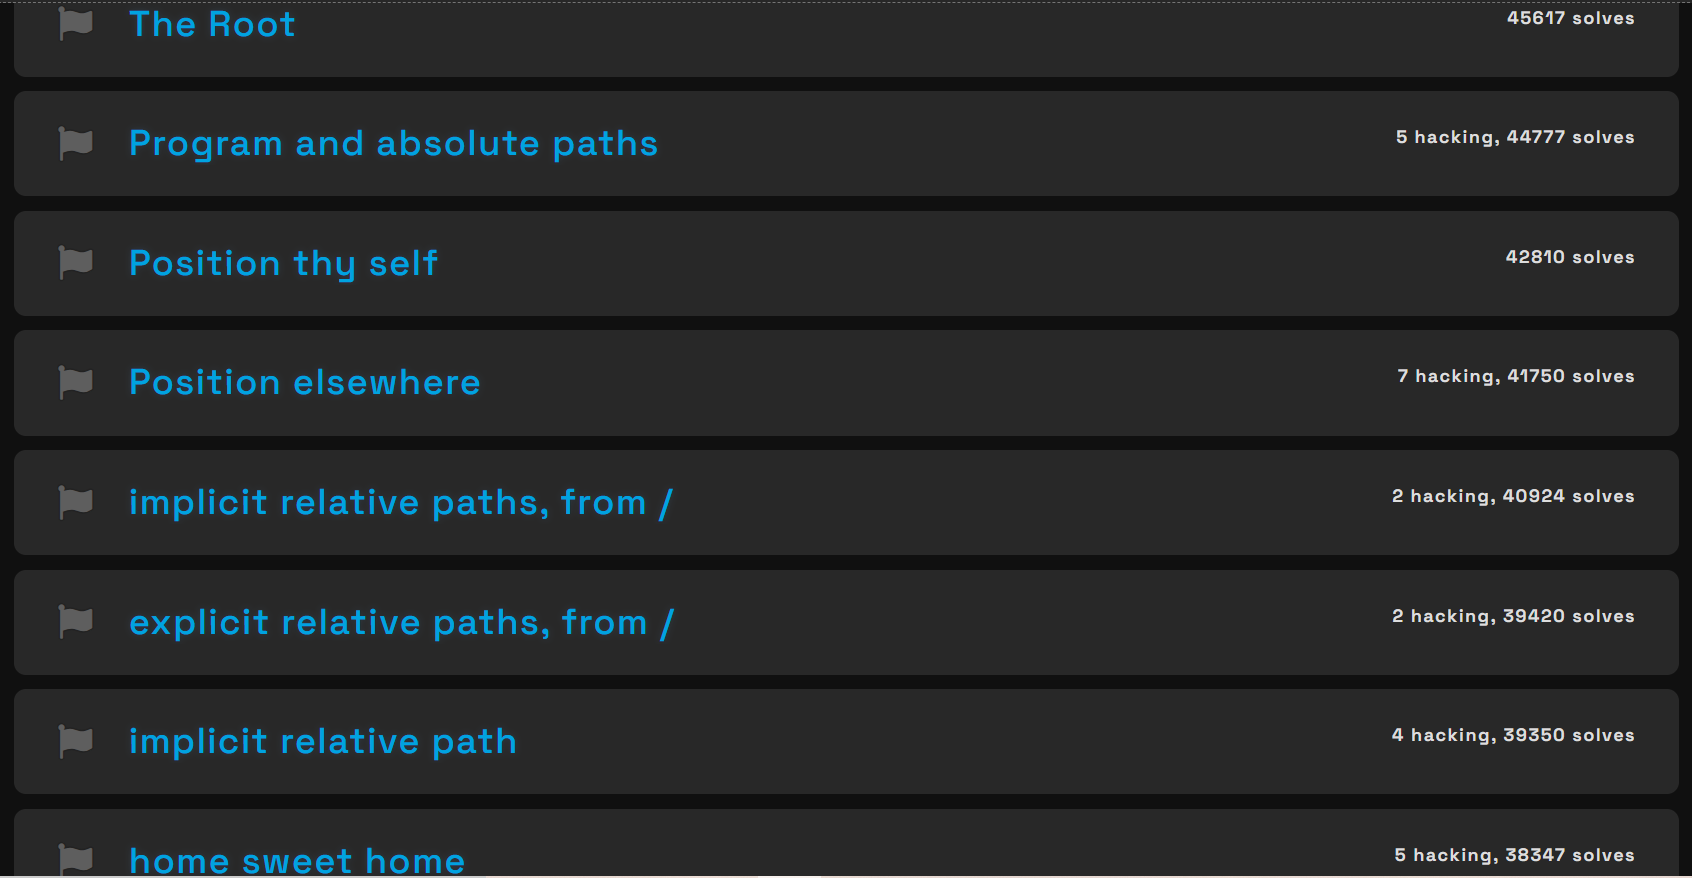 The Root
45617 solves
Program and absolute paths
5 hacking, 44777 solves
Position thy self
42810 solves
Position elsewhere
7 hacking, 41750 solves
implicit relative paths, from /
2 hacking, 40924 solves
explicit relative paths, from /
2 hacking, 39420 solves
implicit relative path
4 hacking, 39350 solves
home sweet home
5 hacking, 38347 solves